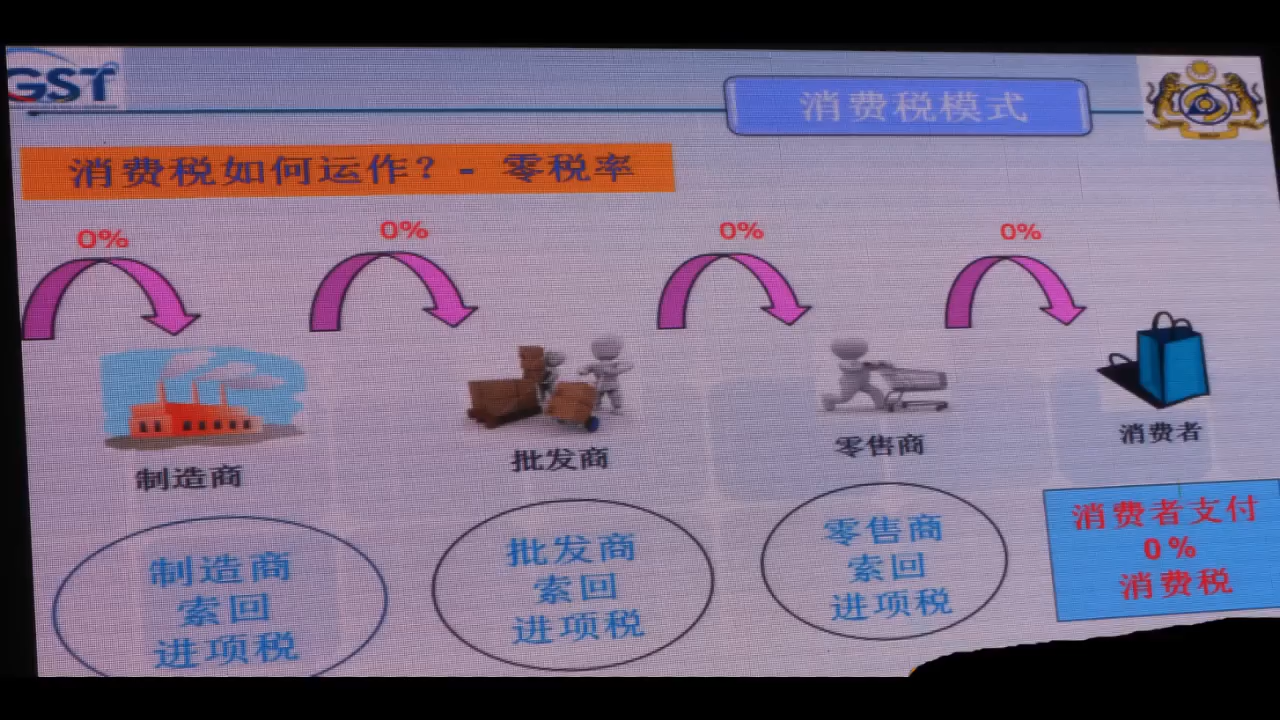 GST
消费税模式
消费税如何运作？- 零税率
0%
0%
0%
0%
制造商
批发商
零售商
消费者
制造商
索回
进项税
批发商
索回
进项税
零售商
索回
进项税
消费者支付
0%
消费税